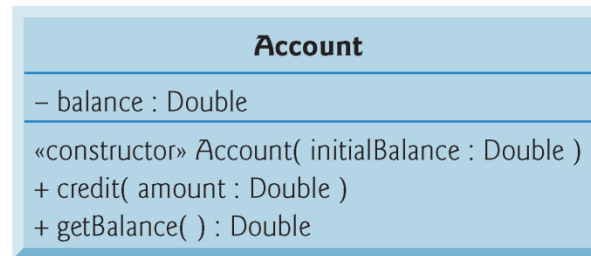 Account
– balance : Double
«constructor» Account( initialBalance : Double )
+ credit( amount : Double )
+ getBalance( ) : Double